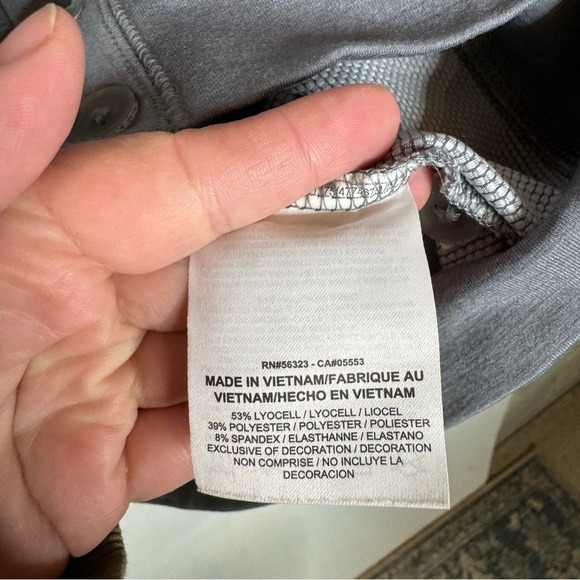 RN#56323 - CA#05553
MADE IN VIETNAM/FABRIQUE AU
VIETNAM/HECHO EN VIETNAM
53% LYOCELL / LYOCELL / LIOCEL
39% POLYESTER / POLYESTER / POLIESTER
8% SPANDEX / ELASTHANNE / ELASTANO
EXCLUSIVE OF DECORATION / DECORATION
NON COMPRISE / NO INCLUYE LA
DECORACION